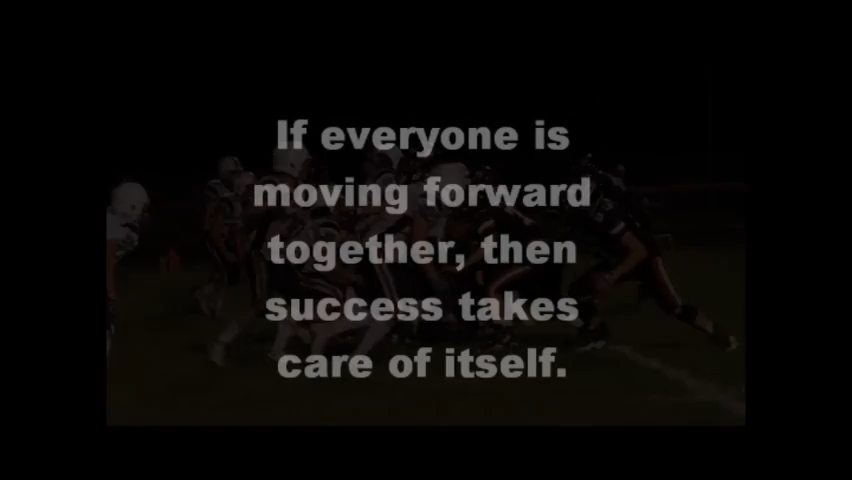 If everyone is
moving forward
together, then
success takes
care of itself.